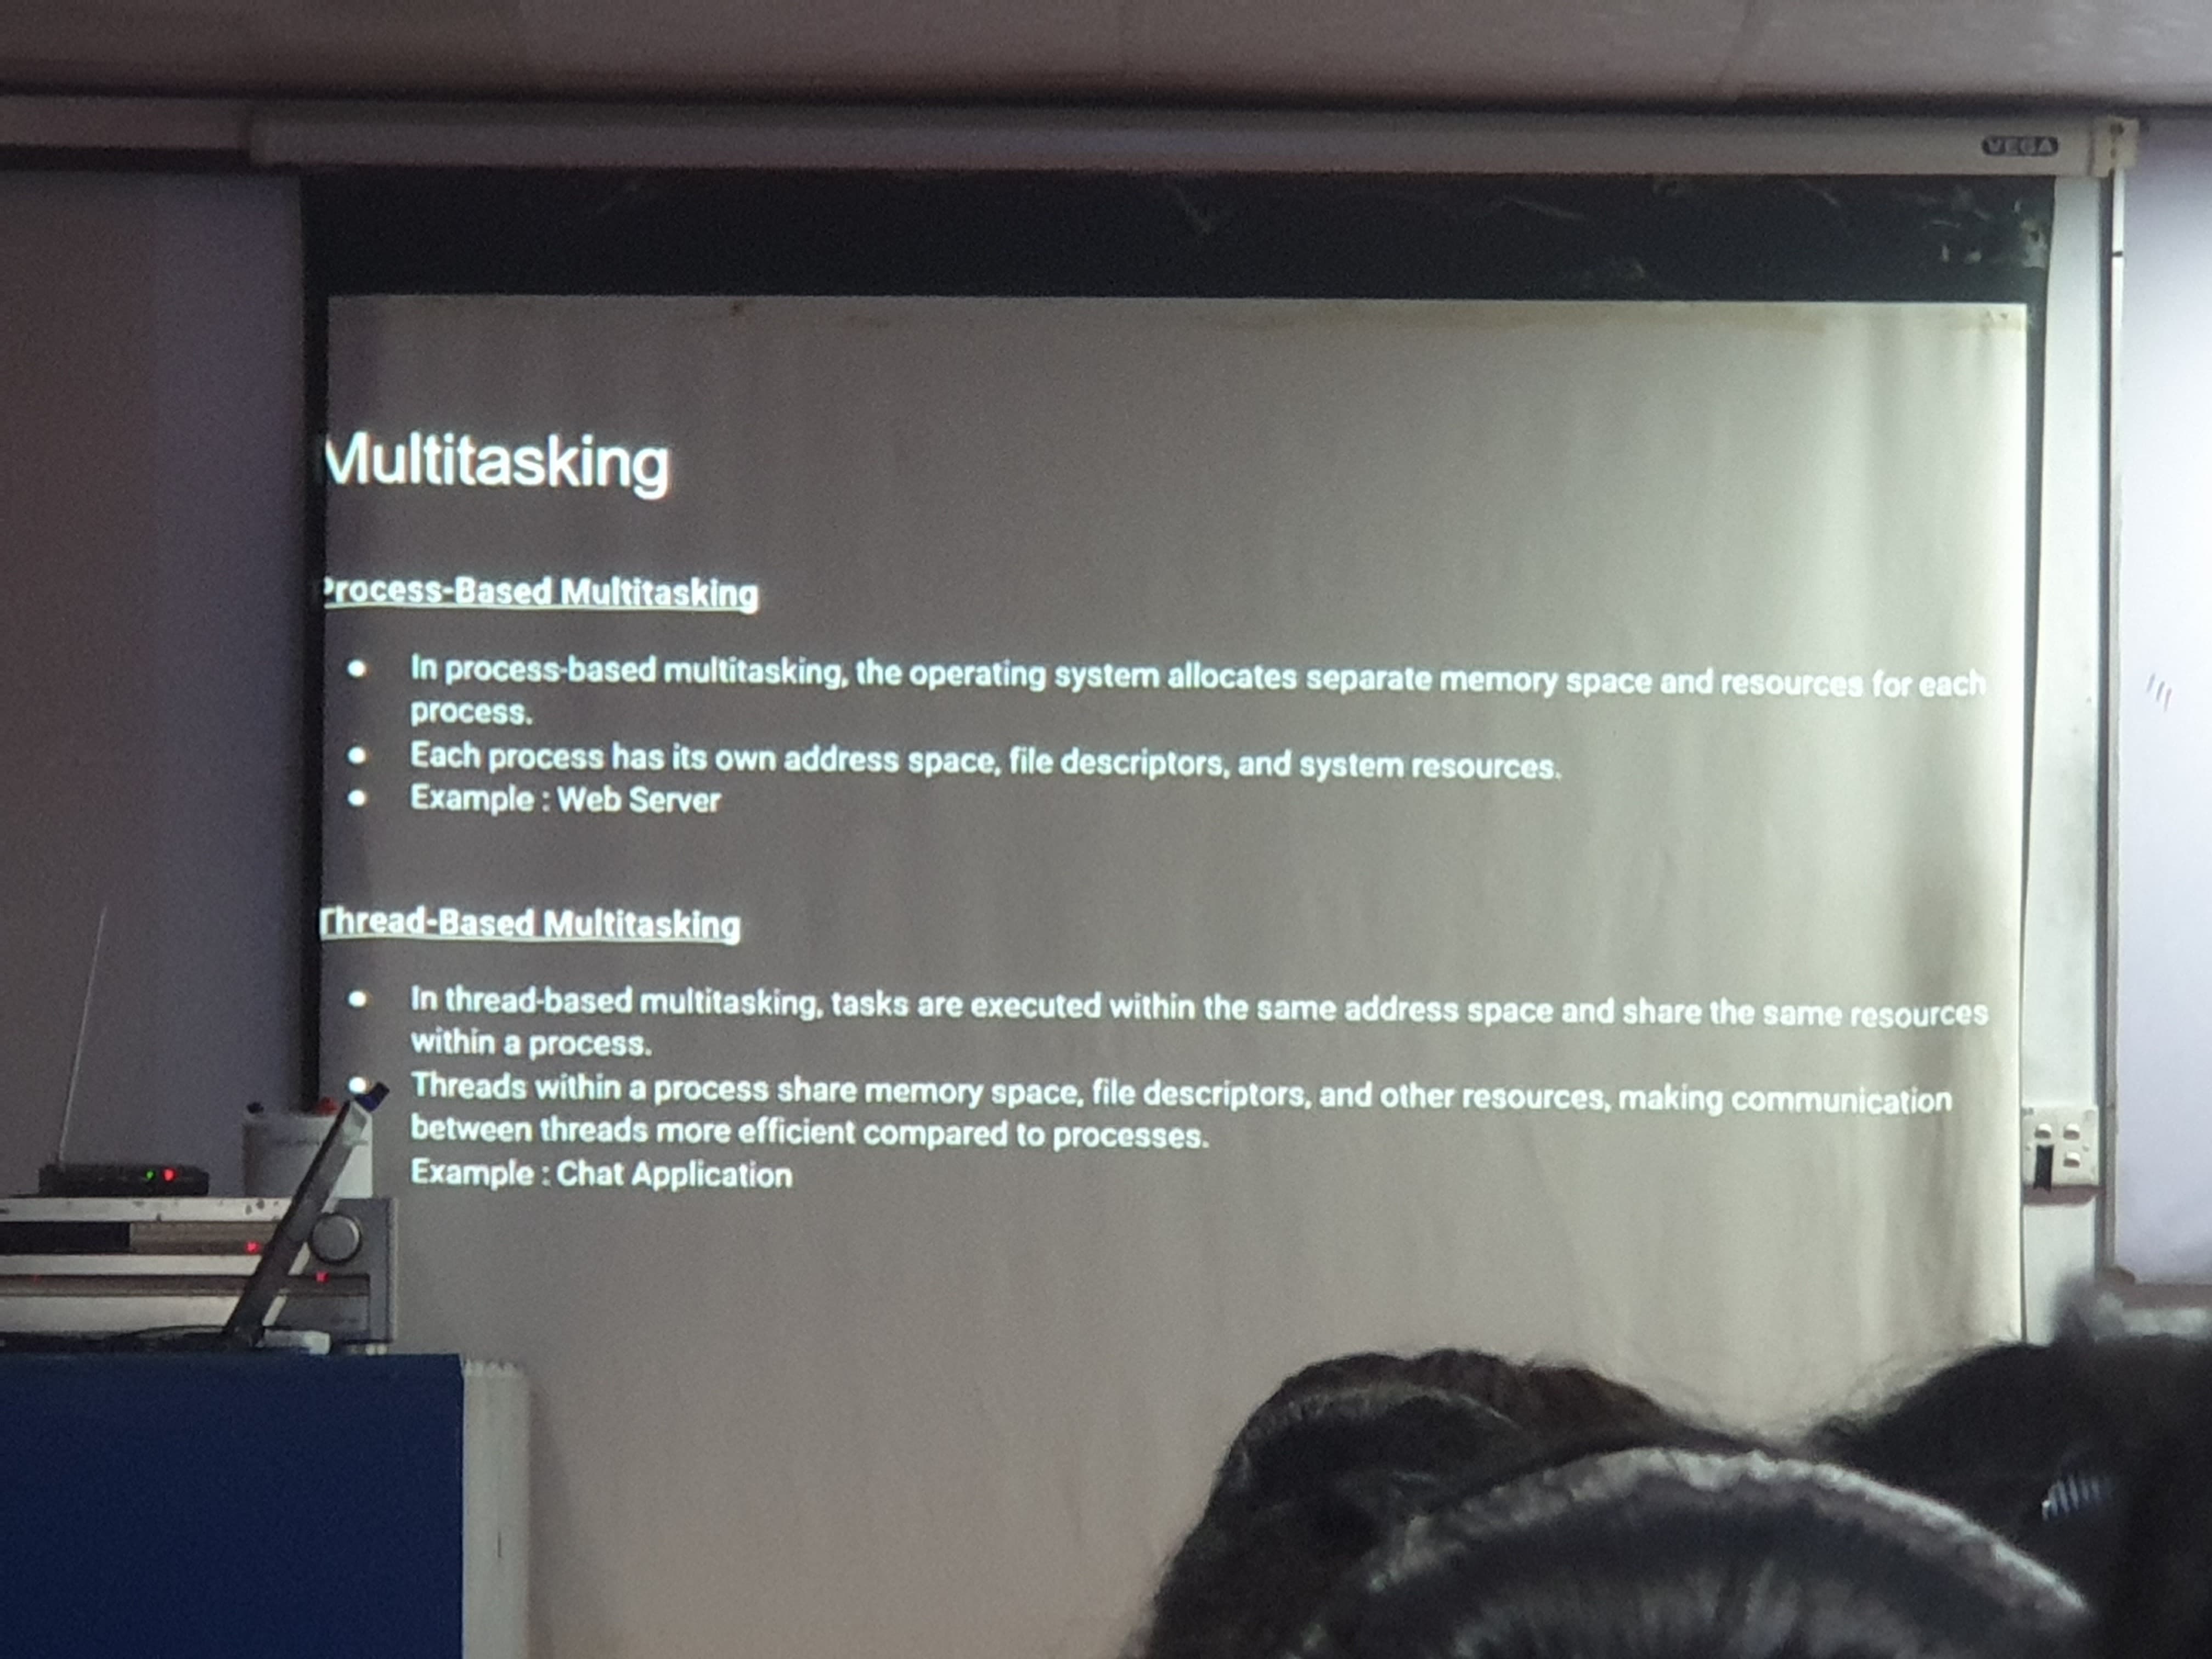 VEGA
Multitasking
Process-Based Multitasking
● In process-based multitasking, the operating system allocates separate memory space and resources for each
process.
● Each process has its own address space, file descriptors, and system resources.
● Example : Web Server
Thread-Based Multitasking
● In thread-based multitasking, tasks are executed within the same address space and share the same resources
within a process.
● Threads within a process share memory space, file descriptors, and other resources, making communication
between threads more efficient compared to processes.
Example : Chat Application